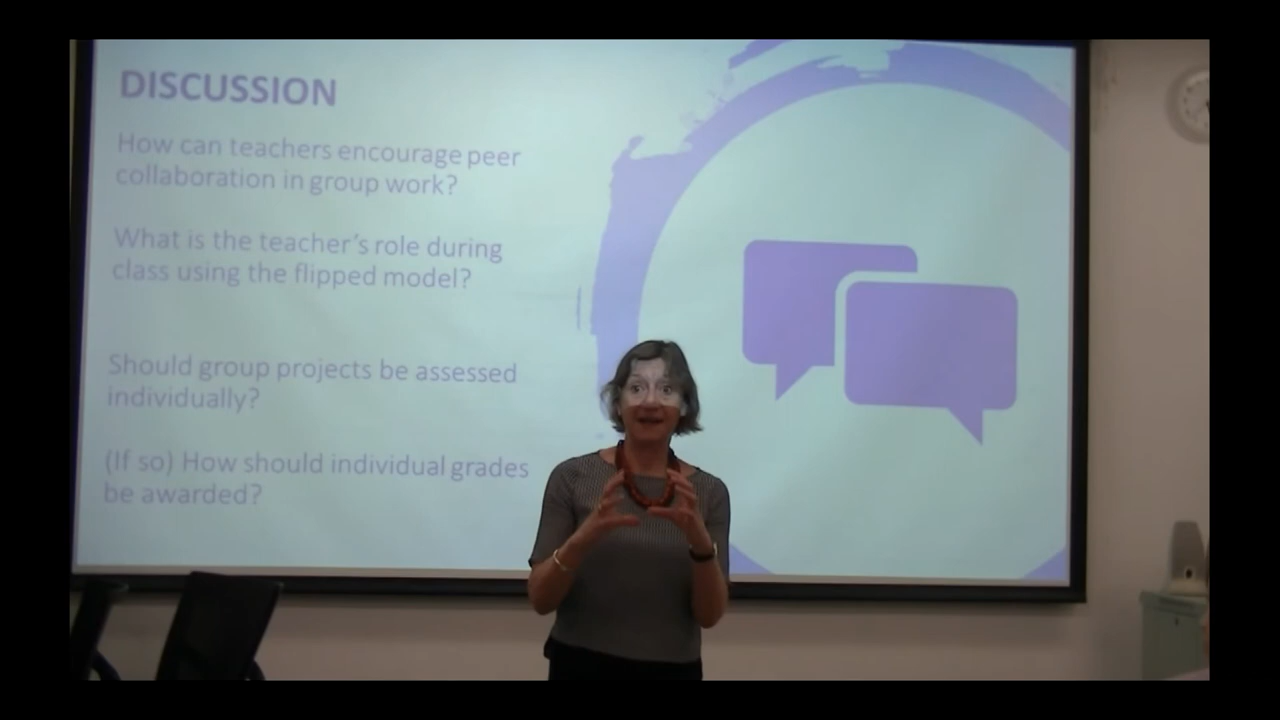 DISCUSSION
How can teachers encourage peer
collaboration in group work?
What is the teacher's role during
class using the flipped model?
Should group projects be assessed
individually?
(If so) How should individual grades
be awarded?